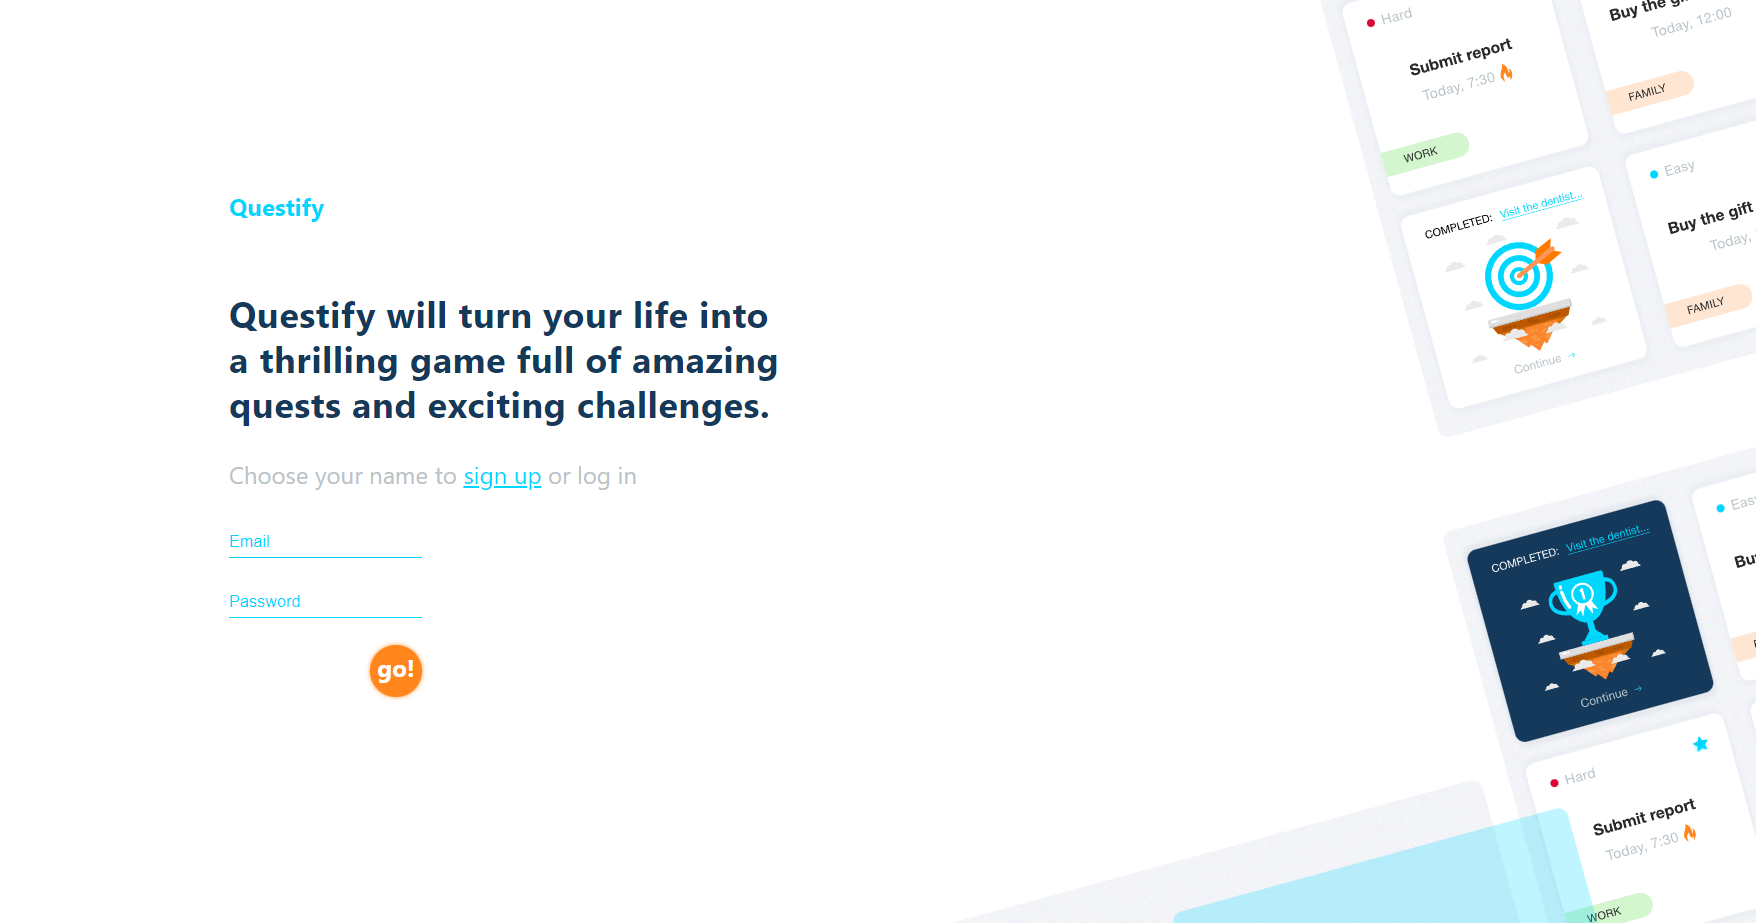 Questify
Questify will turn your life into
a thrilling game full of amazing
quests and exciting challenges.
Choose your name to sign up or log in
Email
Password
go!
Hard
Submit report
Today, 7:30
WORK
Buy the
Today, 12:00
FAMILY
COMPLETED: Visit the dentist...
Continue →
Easy
Buy the gift
Today,
FAMILY
COMPLETED: Visit the dentist...
1
Continue →
Hard
Submit report
Today, 7:30
WORK